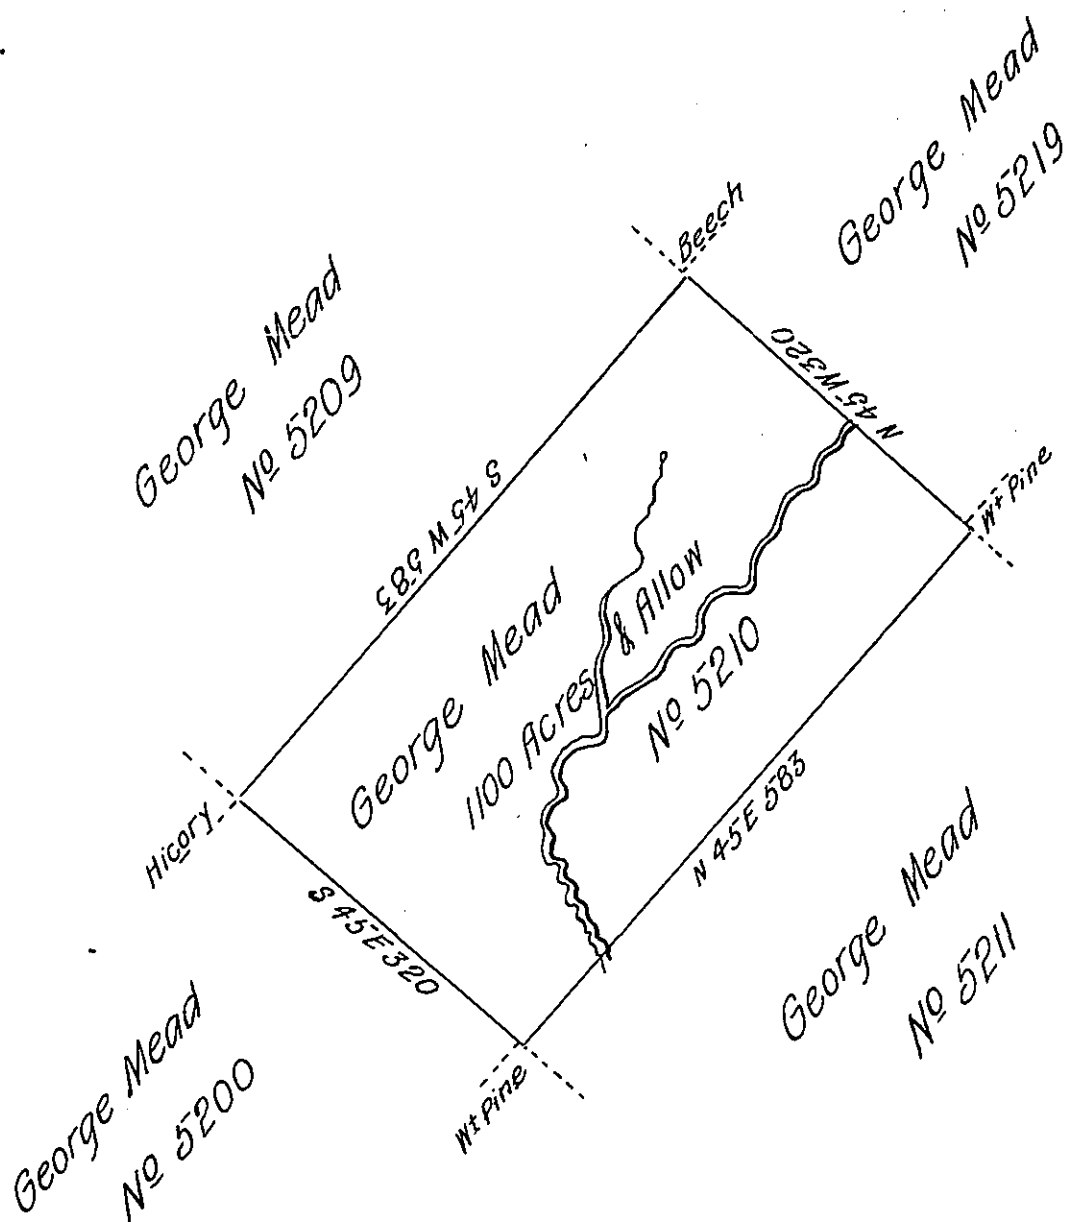 George Mead
Nº 5219
Beech
George Mead
Nº 5209
N 45 W 320
Wt Pine
S 45 W 583
George Mead
1100 Acres & Allow
Nº 5210
N 45 E 583
Hicory
S 45 E 320
George Mead
Nº 5211
Wt Pine
George Mead
Nº 5200